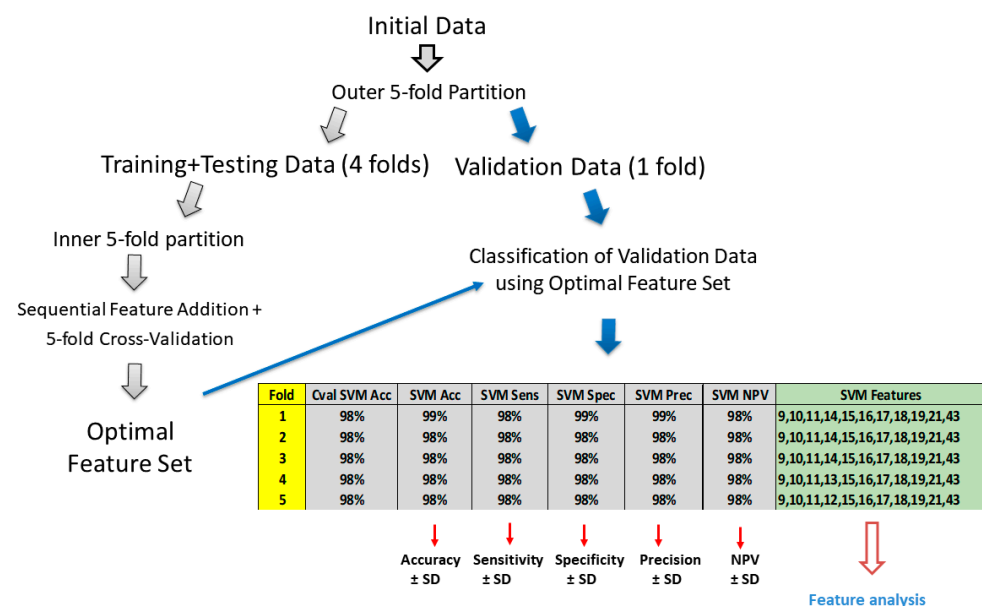 Initial Data
Outer 5-fold Partition
Training+Testing Data (4 folds)
Validation Data (1 fold)
Inner 5-fold partition
Classification of Validation Data
using Optimal Feature Set
Sequential Feature Addition +
5-fold Cross-Validation
Optimal
Feature Set
Fold Cval SVM Acc SVM Acc SVM Sens SVM Spec SVM Prec SVM NPV SVM Features
1 98% 99% 98% 99% 99% 98% 9,10,11,14,15,16,17,18,19,21,43
2 98% 98% 98% 98% 98% 98% 9,10,11,14,15,16,17,18,19,21,43
3 98% 98% 98% 98% 98% 98% 9,10,11,14,15,16,17,18,19,21,43
4 98% 98% 98% 98% 98% 98% 9,10,11,13,15,16,17,18,19,21,43
5 98% 98% 98% 98% 98% 98% 9,10,11,12,15,16,17,18,19,21,43
Accuracy Sensitivity Specificity Precision NPV
± SD ± SD ± SD ± SD ± SD
Feature analysis